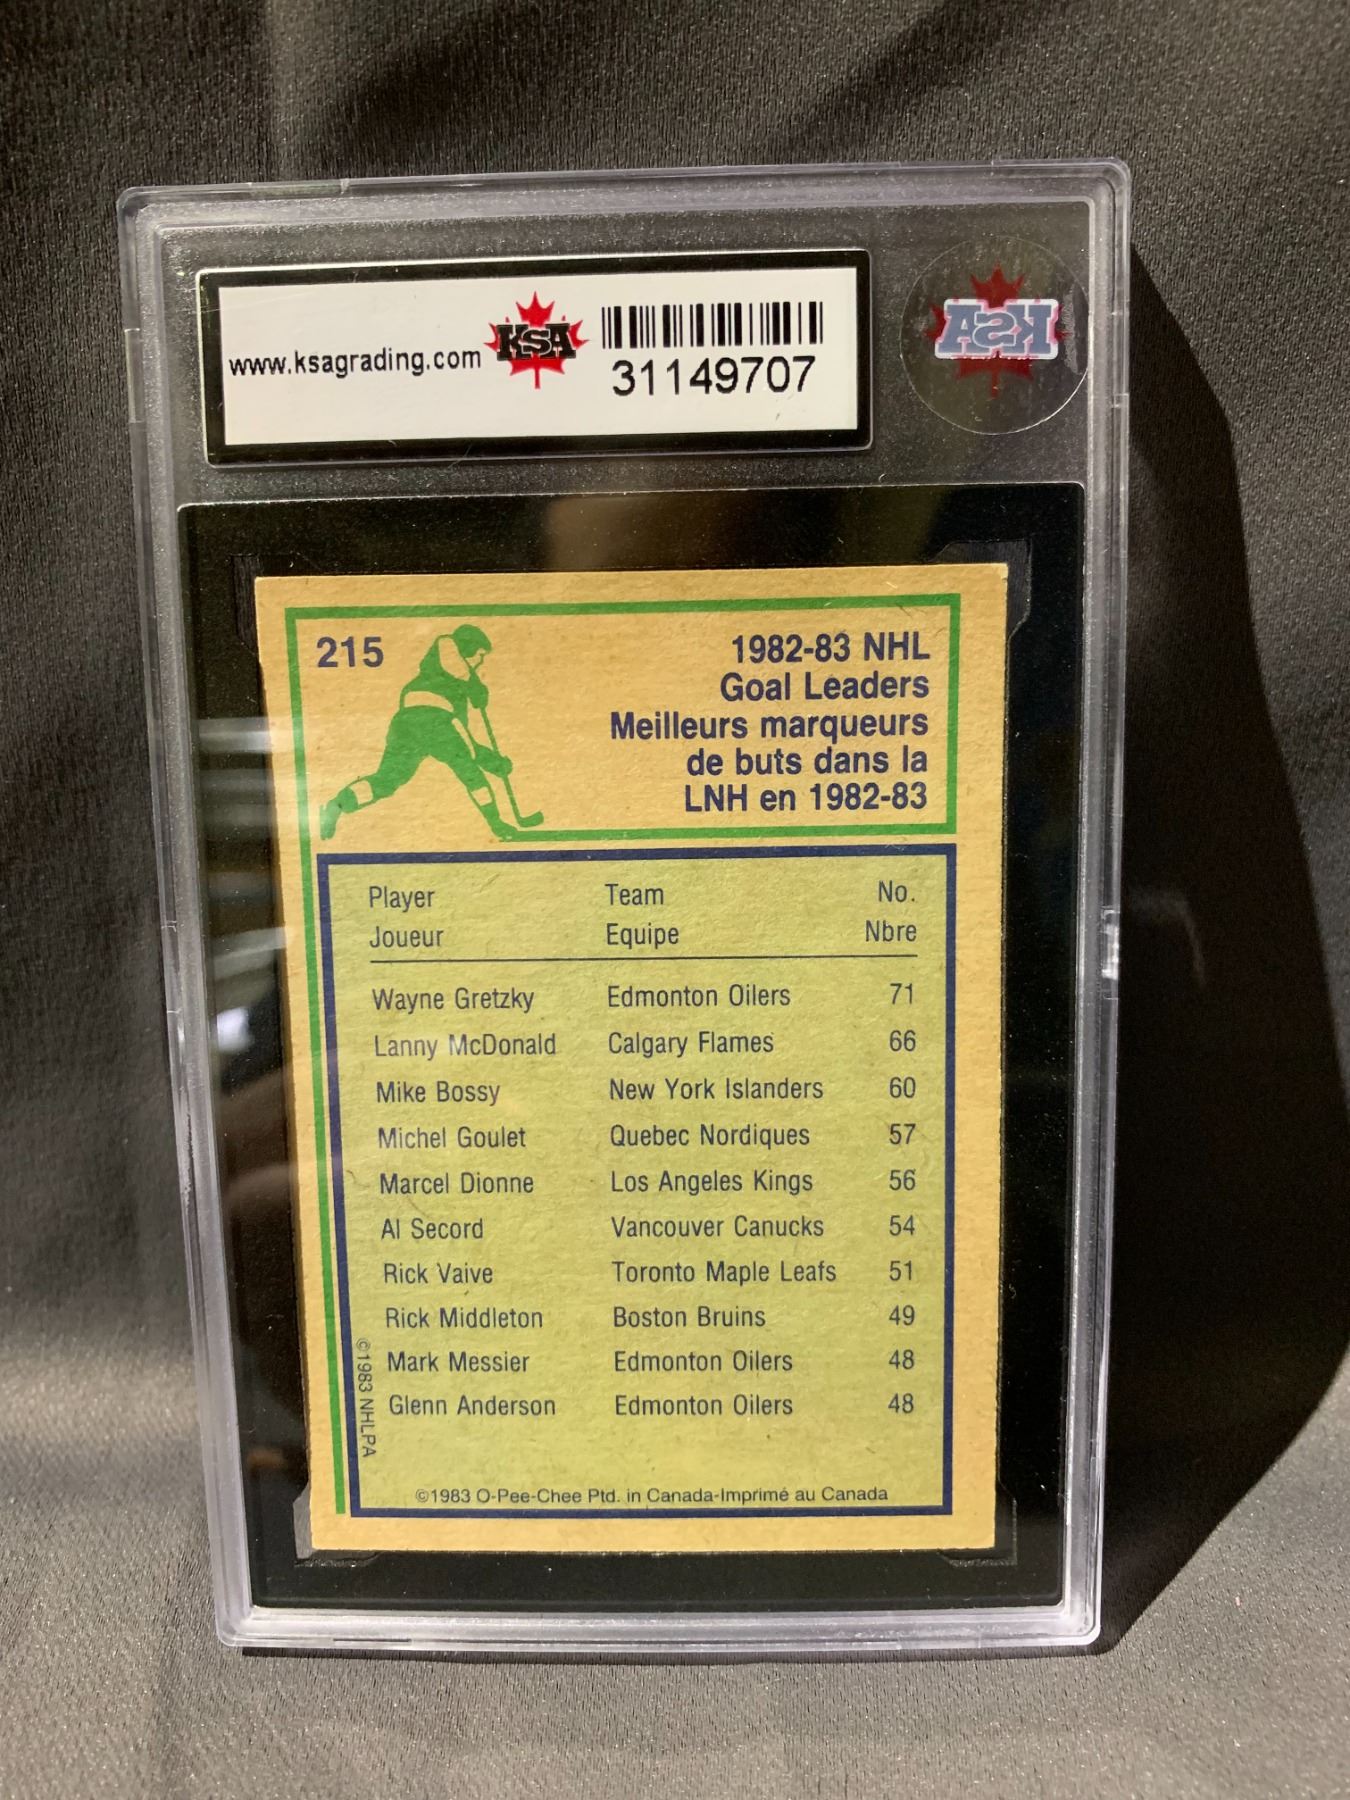 www.ksagrading.com
KSA
31149707
KSA
215
1982-83 NHL
Goal Leaders
Meilleurs marqueurs
de buts dans la
LNH en 1982-83
Player Team No.
Joueur Equipe Nbre
Wayne Gretzky Edmonton Oilers 71
Lanny McDonald Calgary Flames 66
Mike Bossy New York Islanders 60
Michel Goulet Quebec Nordiques 57
Marcel Dionne Los Angeles Kings 56
Al Secord Vancouver Canucks 54
Rick Vaive Toronto Maple Leafs 51
Rick Middleton Boston Bruins 49
Mark Messier Edmonton Oilers 48
Glenn Anderson Edmonton Oilers 48
©1983 NHLPA
©1983 O-Pee-Chee Ptd. in Canada-Imprimé au Canada